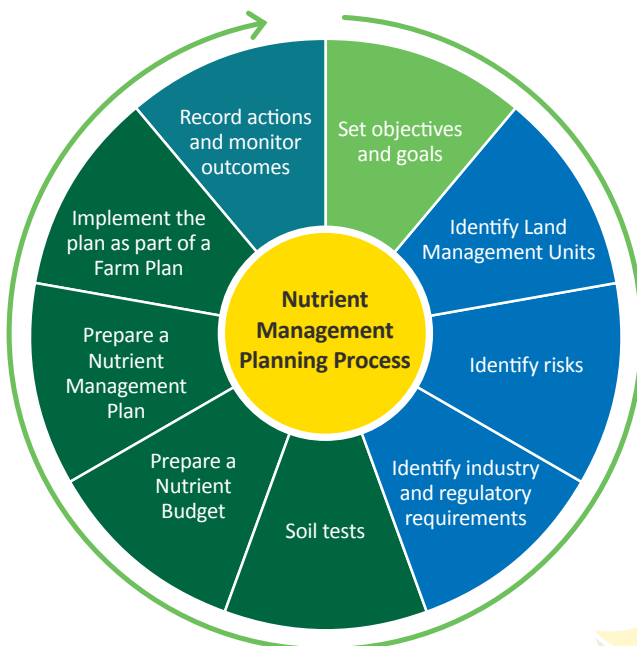 Nutrient
Management
Planning Process
Set objectives
and goals
Identify Land
Management Units
Identify risks
Identify industry
and regulatory
requirements
Soil tests
Prepare a
Nutrient
Budget
Prepare a
Nutrient
Management
Plan
Implement the
plan as part of a
Farm Plan
Record actions
and monitor
outcomes